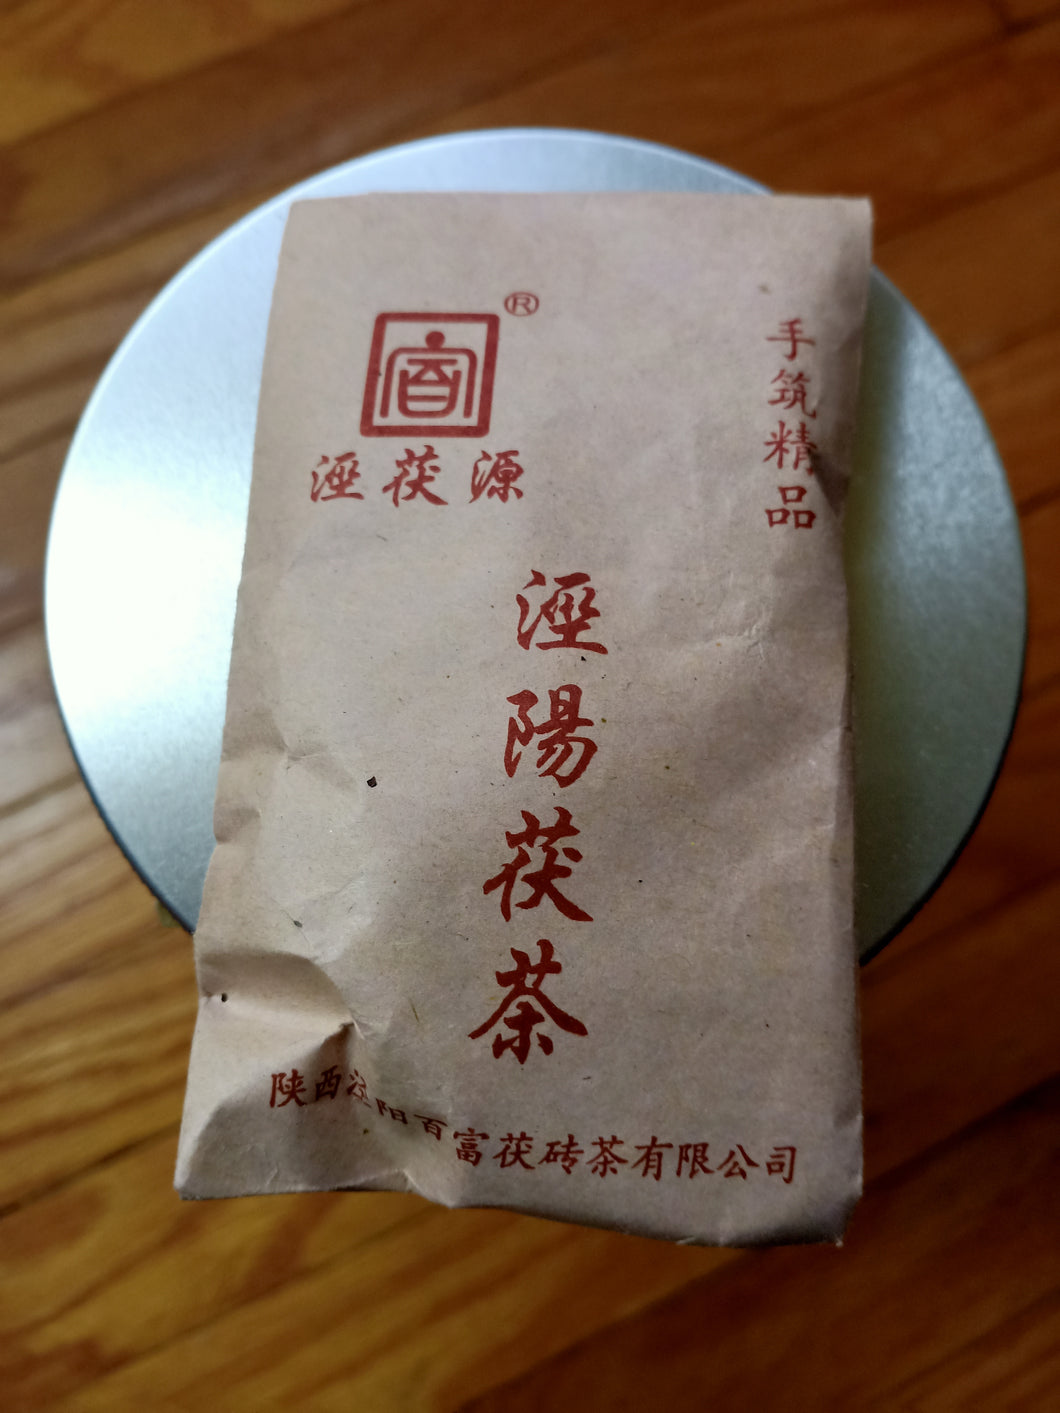 ®
涇茯源
手筑精品
涇陽茯茶
陕西泾阳百富茯砖茶有限公司